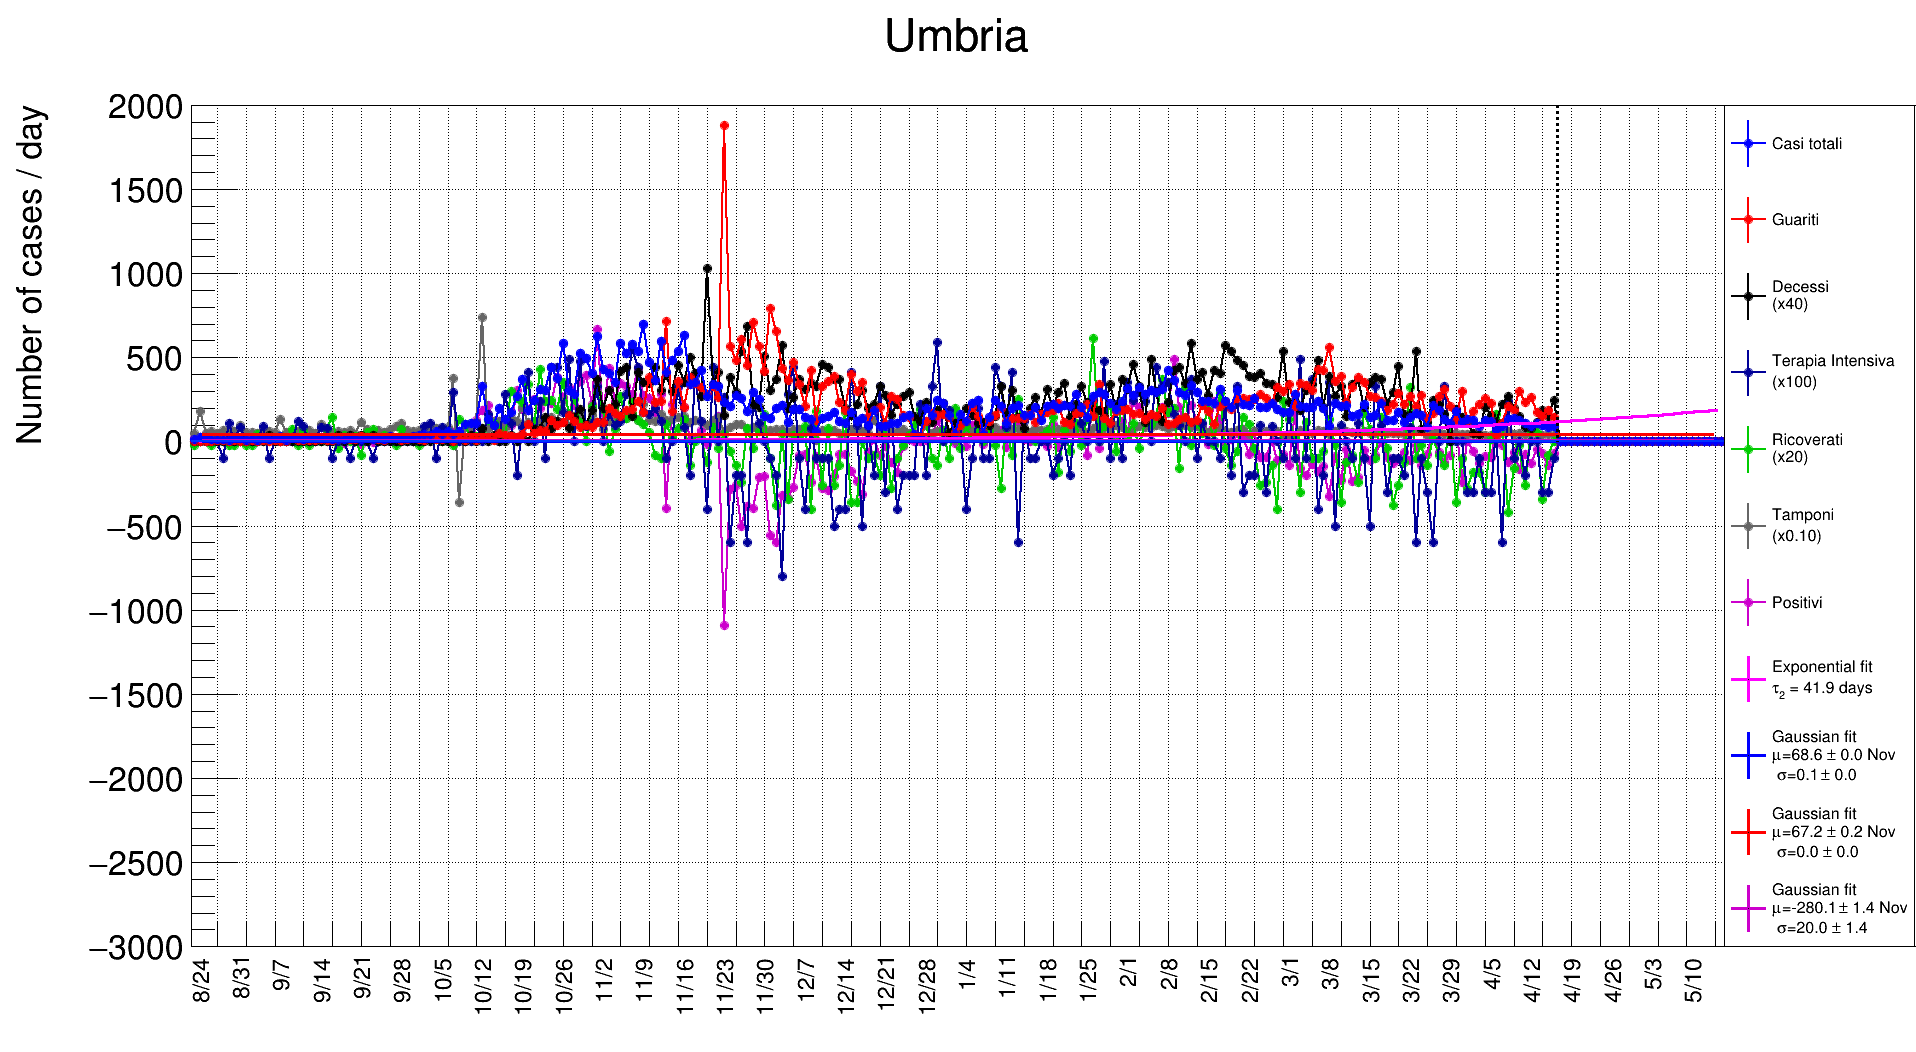 Umbria
Number of cases / day
2000
1500
1000
500
0
−500
−1000
−1500
−2000
−2500
−3000
8/24
8/31
9/7
9/14
9/21
9/28
10/5
10/12
10/19
10/26
11/2
11/9
11/16
11/23
11/30
12/7
12/14
12/21
12/28
1/4
1/11
1/18
1/25
2/1
2/8
2/15
2/22
3/1
3/8
3/15
3/22
3/29
4/5
4/12
4/19
4/26
5/3
5/10
Casi totali
Guariti
Decessi
(x40)
Terapia Intensiva
(x100)
Ricoverati
(x20)
Tamponi
(x0.10)
Positivi
Exponential fit
τ2 = 41.9 days
Gaussian fit
μ=68.6 ± 0.0 Nov
σ=0.1 ± 0.0
Gaussian fit
μ=67.2 ± 0.2 Nov
σ=0.0 ± 0.0
Gaussian fit
μ=-280.1 ± 1.4 Nov
σ=20.0 ± 1.4